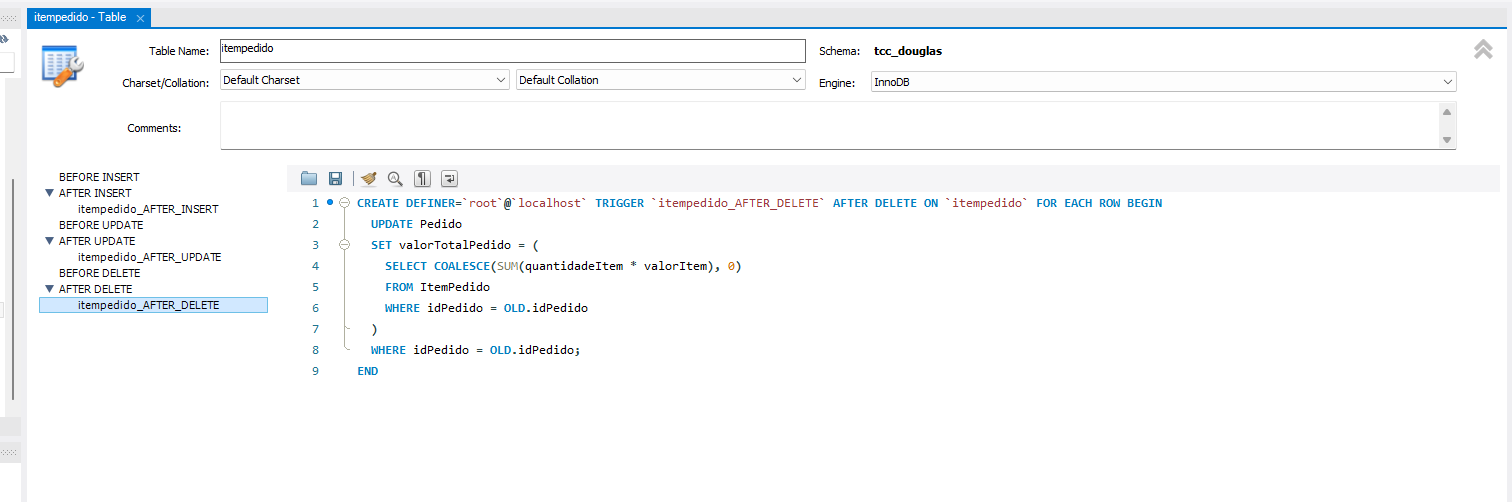 itempedido - Table ×
Table Name: itempedido Schema: tcc_douglas
Charset/Collation: Default Charset Default Collation Engine: InnoDB
Comments:
BEFORE INSERT
AFTER INSERT
itempedido_AFTER_INSERT
BEFORE UPDATE
AFTER UPDATE
itempedido_AFTER_UPDATE
BEFORE DELETE
AFTER DELETE
itempedido_AFTER_DELETE
1 CREATE DEFINER=`root`@`localhost` TRIGGER `itempedido_AFTER_DELETE` AFTER DELETE ON `itempedido` FOR EACH ROW BEGIN
2 UPDATE Pedido
3 SET valorTotalPedido = (
4 SELECT COALESCE(SUM(quantidadeItem * valorItem), 0)
5 FROM ItemPedido
6 WHERE idPedido = OLD.idPedido
7 )
8 WHERE idPedido = OLD.idPedido;
9 END